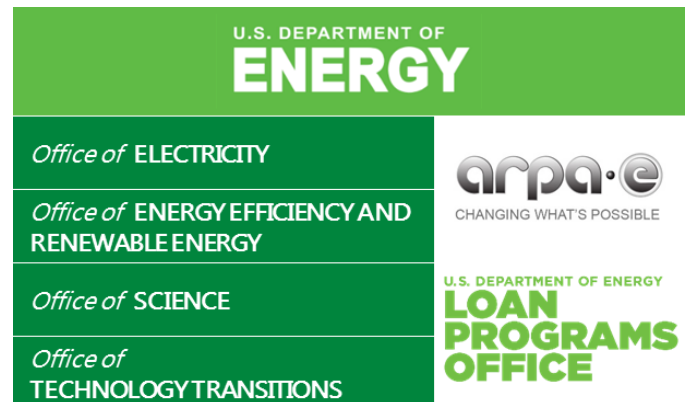 U.S. DEPARTMENT OF
ENERGY
Office of ELECTRICITY
Office of ENERGY EFFICIENCY AND
RENEWABLE ENERGY
Office of SCIENCE
Office of
TECHNOLOGY TRANSITIONS
arpa·e
CHANGING WHAT'S POSSIBLE
U.S. DEPARTMENT OF ENERGY
LOAN
PROGRAMS
OFFICE